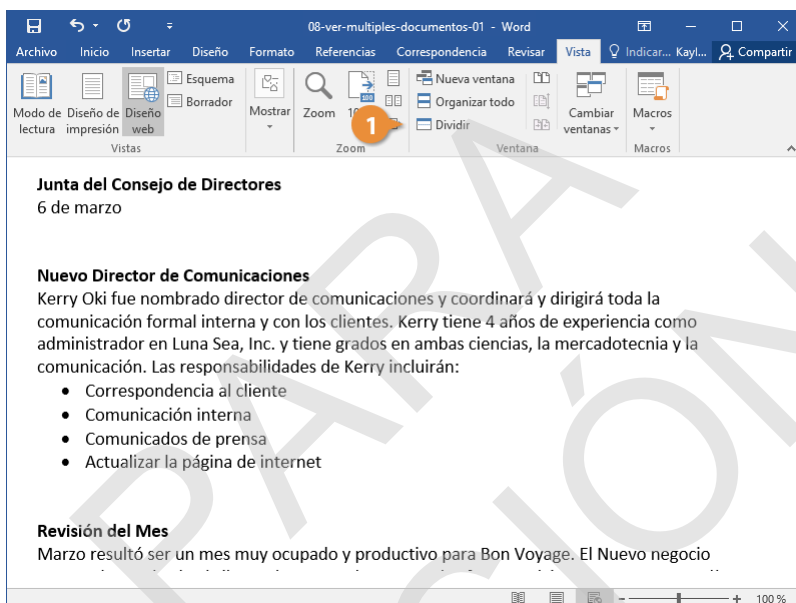 08-ver-multiples-documentos-01 - Word
Archivo Inicio Insertar Diseño Formato Referencias Correspondencia Revisar Vista Indicar... Kayl... Compartir
Modo de lectura
Diseño de impresión
Diseño web
Esquema
Borrador
Vistas
Mostrar
Zoom
100
1
Zoom
Nueva ventana
Organizar todo
Dividir
Cambiar ventanas
Ventana
Macros
Macros
Junta del Consejo de Directores
6 de marzo
Nuevo Director de Comunicaciones
Kerry Oki fue nombrado director de comunicaciones y coordinará y dirigirá toda la
comunicación formal interna y con los clientes. Kerry tiene 4 años de experiencia como
administrador en Luna Sea, Inc. y tiene grados en ambas ciencias, la mercadotecnia y la
comunicación. Las responsabilidades de Kerry incluirán:
• Correspondencia al cliente
• Comunicación interna
• Comunicados de prensa
• Actualizar la página de internet
Revisión del Mes
Marzo resultó ser un mes muy ocupado y productivo para Bon Voyage. El Nuevo negocio
100 %
PARA